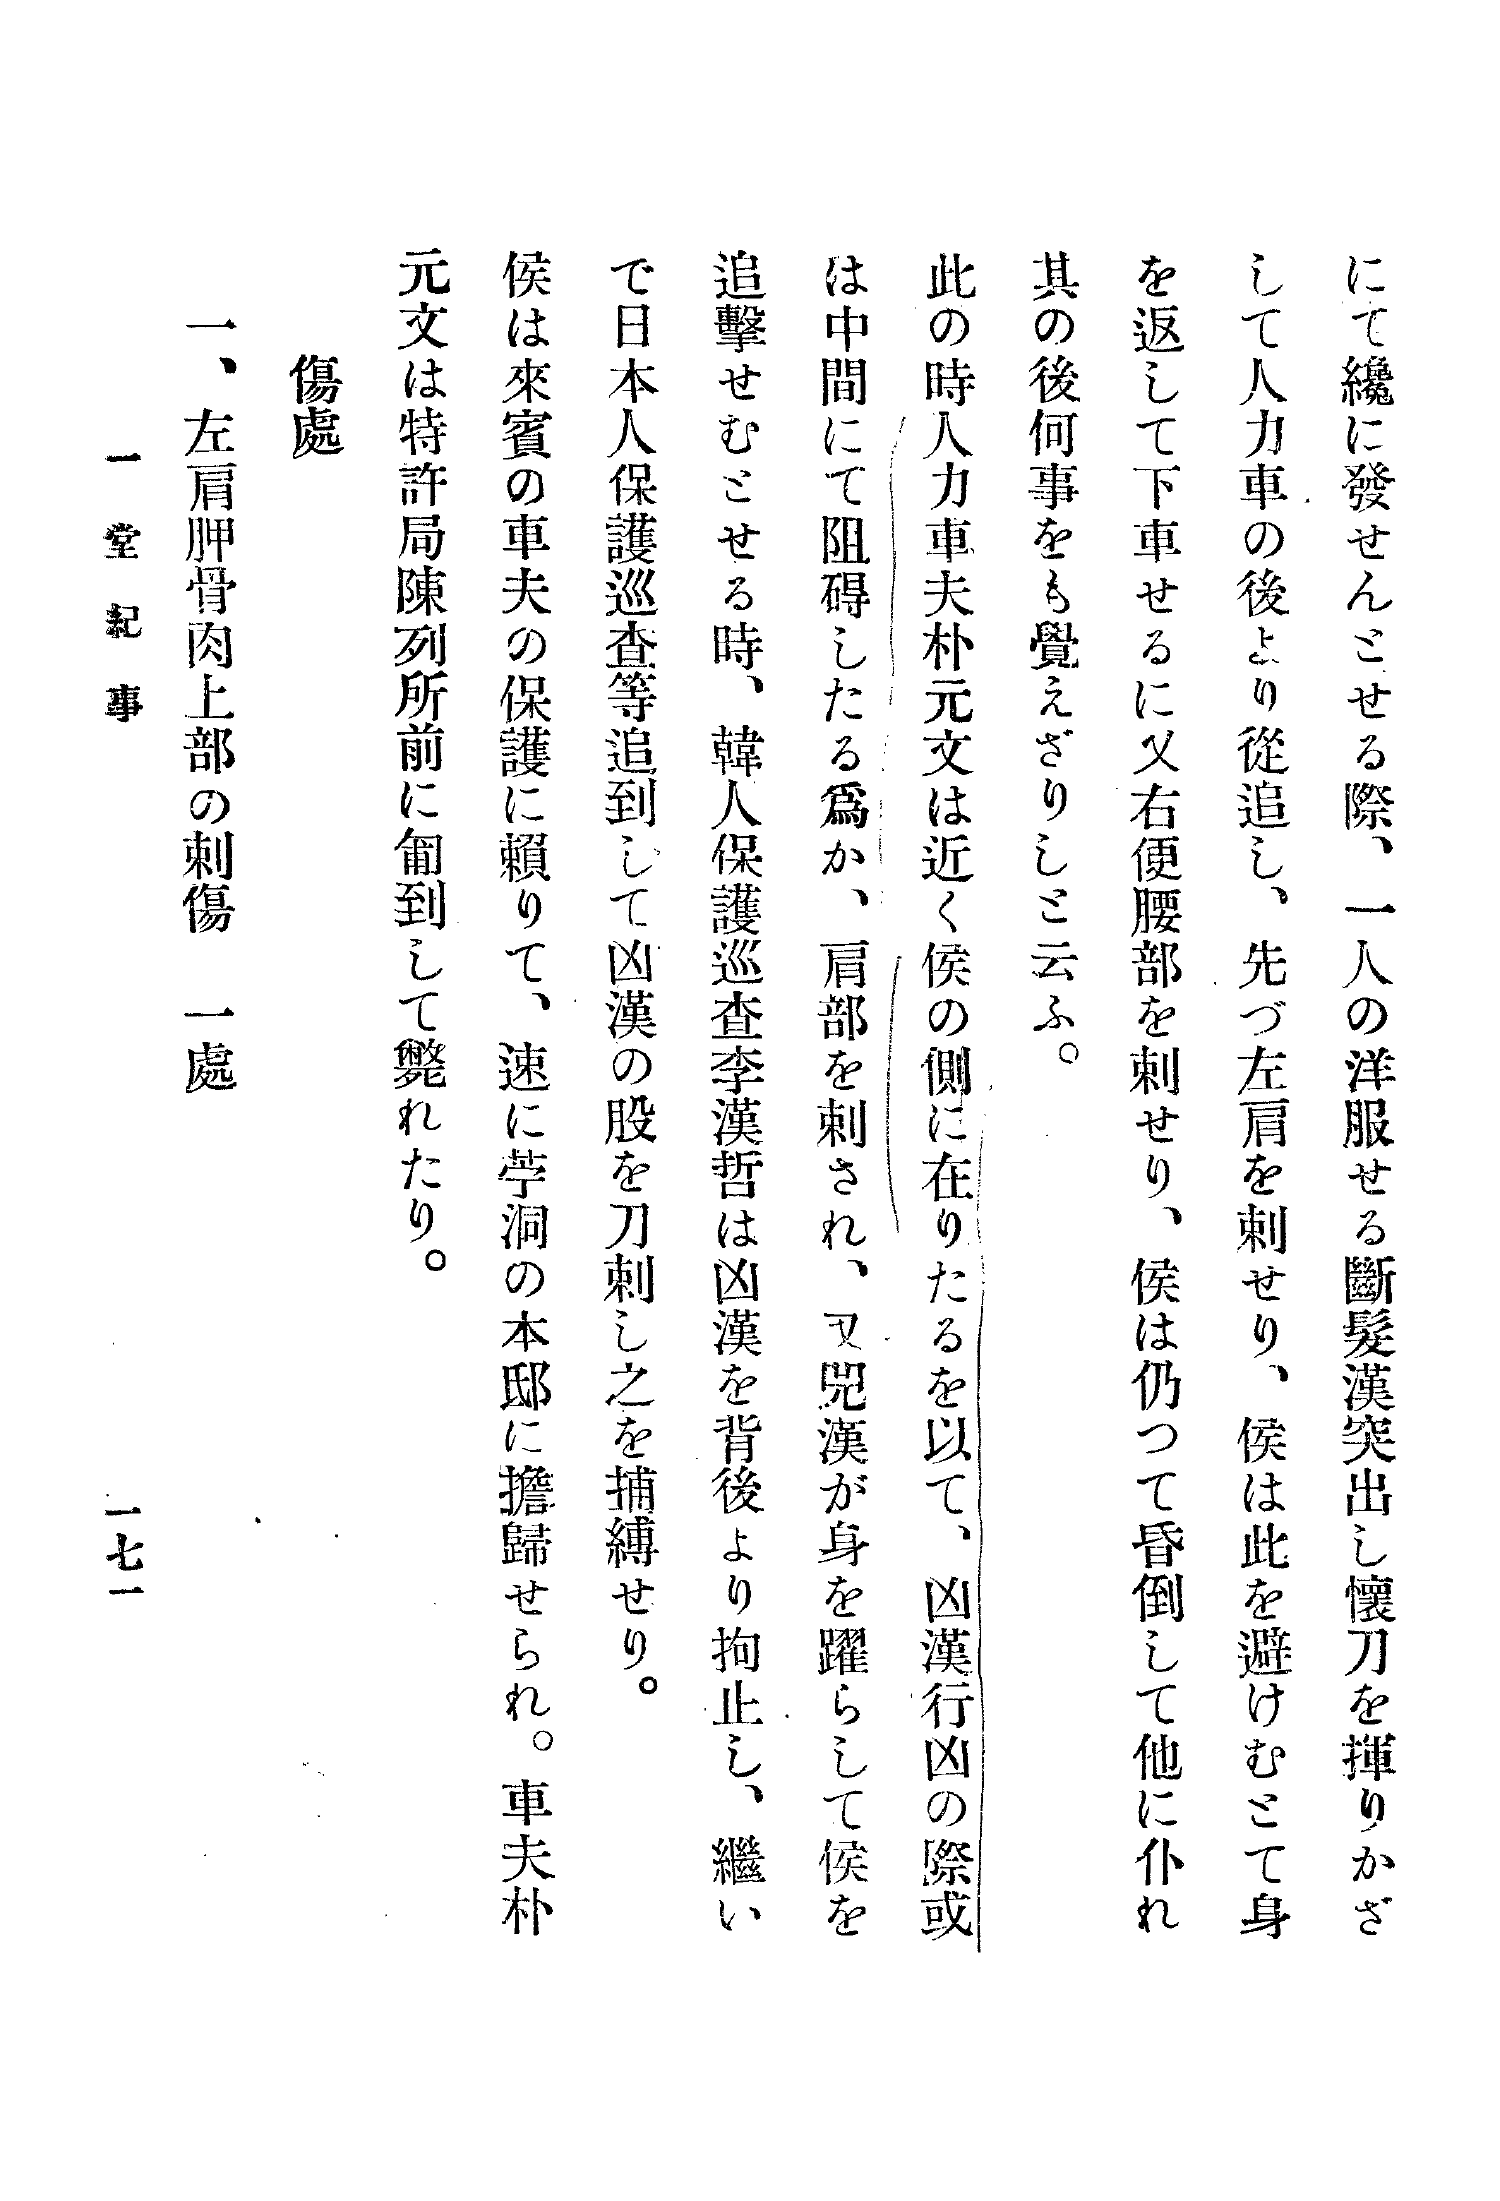 にて纔に發せんとせる際、一人の洋服せる斷髮漢突出し懷刀を揮りかざ
して人力車の後より從追し、先づ左肩を刺せり、侯は此を避けむとて身
を返して下車せるに又右便腰部を刺せり、侯は仍つて昏倒して他に仆れ
其の後何事をも覺えざりしと云ふ。
此の時人力車夫朴元文は近く侯の側に在りたるを以て、凶漢行凶の際或
は中間にて阻碍したる爲か、肩部を刺され、又兇漢が身を躍らして侯を
追擊せむとせる時、韓人保護巡査李漢哲は凶漢を背後より拘止し、繼い
で日本人保護巡査等追到して凶漢の股を刀刺し之を捕縛せり。
侯は來賓の車夫の保護に賴りて、速に苧洞の本邸に擔歸せられ。車夫朴
元文は特許局陳列所前に匍到して斃れたり。
傷處
一、左肩胛骨肉上部の刺傷　一處
一堂紀事　一七一